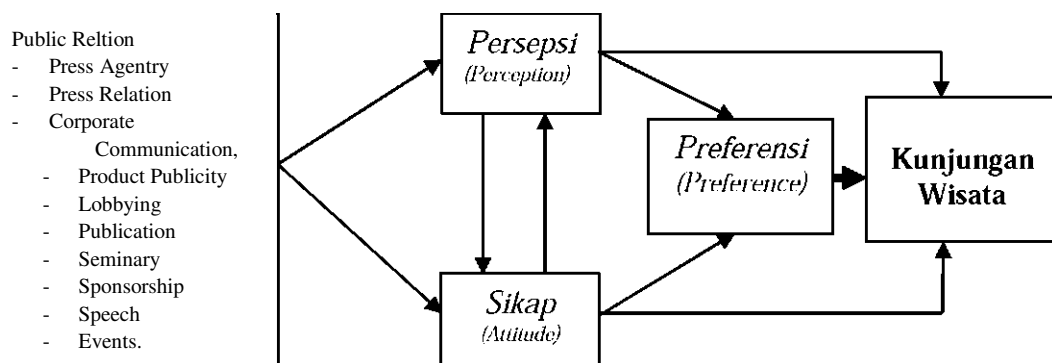 Public Reltion
- Press Agentry
- Press Relation
- Corporate
Communication,
- Product Publicity
- Lobbying
- Publication
- Seminary
- Sponsorship
- Speech
- Events.
Persepsi
(Perception)
Preferensi
(Preference)
Sikap
(Attitude)
Kunjungan
Wisata